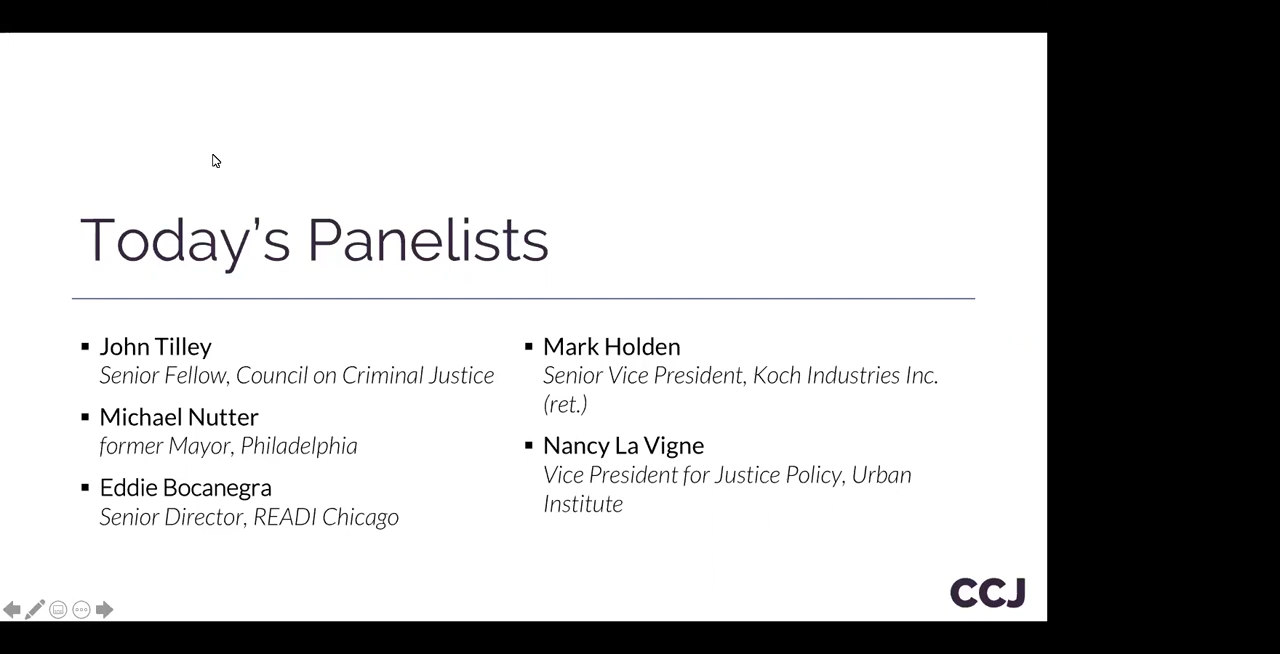 Today's Panelists
▪ John Tilley
Senior Fellow, Council on Criminal Justice
▪ Michael Nutter
former Mayor, Philadelphia
▪ Eddie Bocanegra
Senior Director, READI Chicago
▪ Mark Holden
Senior Vice President, Koch Industries Inc.
(ret.)
▪ Nancy La Vigne
Vice President for Justice Policy, Urban
Institute
CCJ